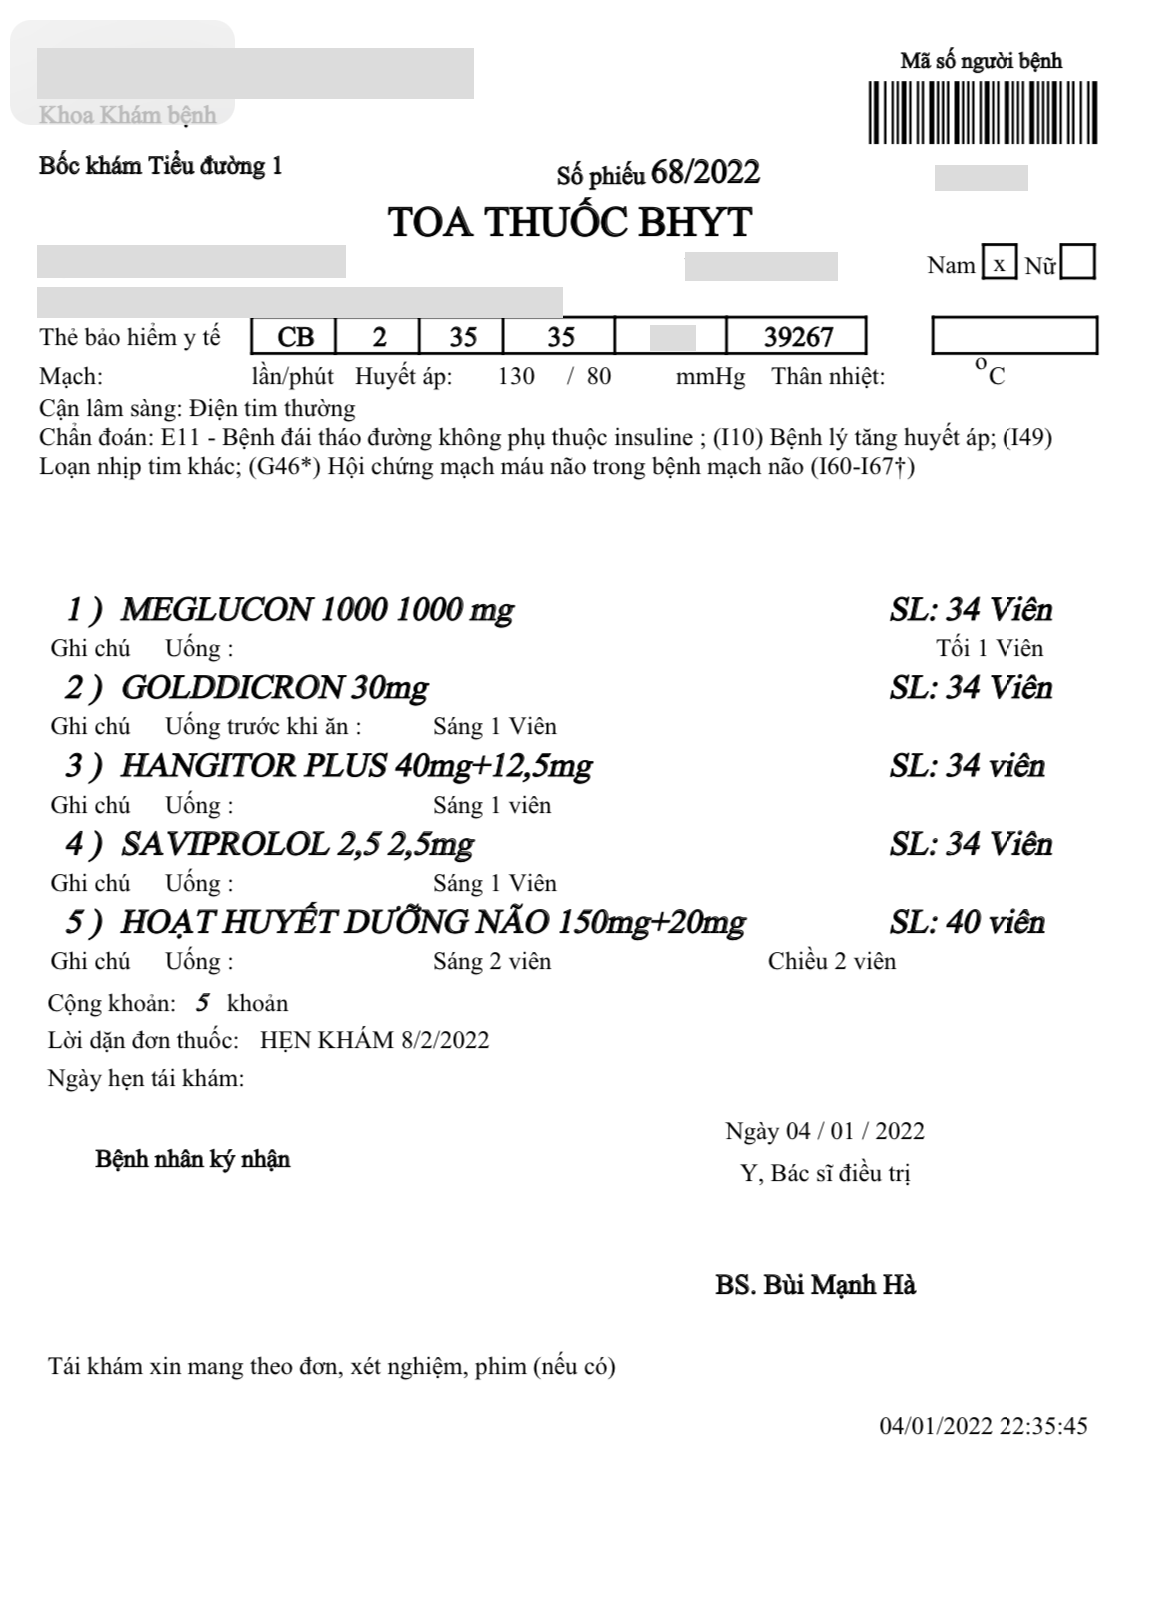 Mã số người bệnh
Khoa Khám bệnh
Bốc khám Tiểu đường 1
Số phiếu 68/2022
TOA THUỐC BHYT
Nam x Nữ
Thẻ bảo hiểm y tế CB 2 35 35 39267
Mạch: lần/phút Huyết áp: 130 / 80 mmHg Thân nhiệt: °C
Cận lâm sàng: Điện tim thường
Chẩn đoán: E11 - Bệnh đái tháo đường không phụ thuộc insuline ; (I10) Bệnh lý tăng huyết áp; (I49)
Loạn nhịp tim khác; (G46*) Hội chứng mạch máu não trong bệnh mạch não (I60-I67†)
1 ) MEGLUCON 1000 1000 mg SL: 34 Viên
Ghi chú Uống : Tối 1 Viên
2 ) GOLDDICRON 30mg SL: 34 Viên
Ghi chú Uống trước khi ăn : Sáng 1 Viên
3 ) HANGITOR PLUS 40mg+12,5mg SL: 34 viên
Ghi chú Uống : Sáng 1 viên
4 ) SAVIPROLOL 2,5 2,5mg SL: 34 Viên
Ghi chú Uống : Sáng 1 Viên
5 ) HOẠT HUYẾT DƯỠNG NÃO 150mg+20mg SL: 40 viên
Ghi chú Uống : Sáng 2 viên Chiều 2 viên
Cộng khoản: 5 khoản
Lời dặn đơn thuốc: HẸN KHÁM 8/2/2022
Ngày hẹn tái khám:
Ngày 04 / 01 / 2022
Bệnh nhân ký nhận
Y, Bác sĩ điều trị
BS. Bùi Mạnh Hà
Tái khám xin mang theo đơn, xét nghiệm, phim (nếu có)
04/01/2022 22:35:45